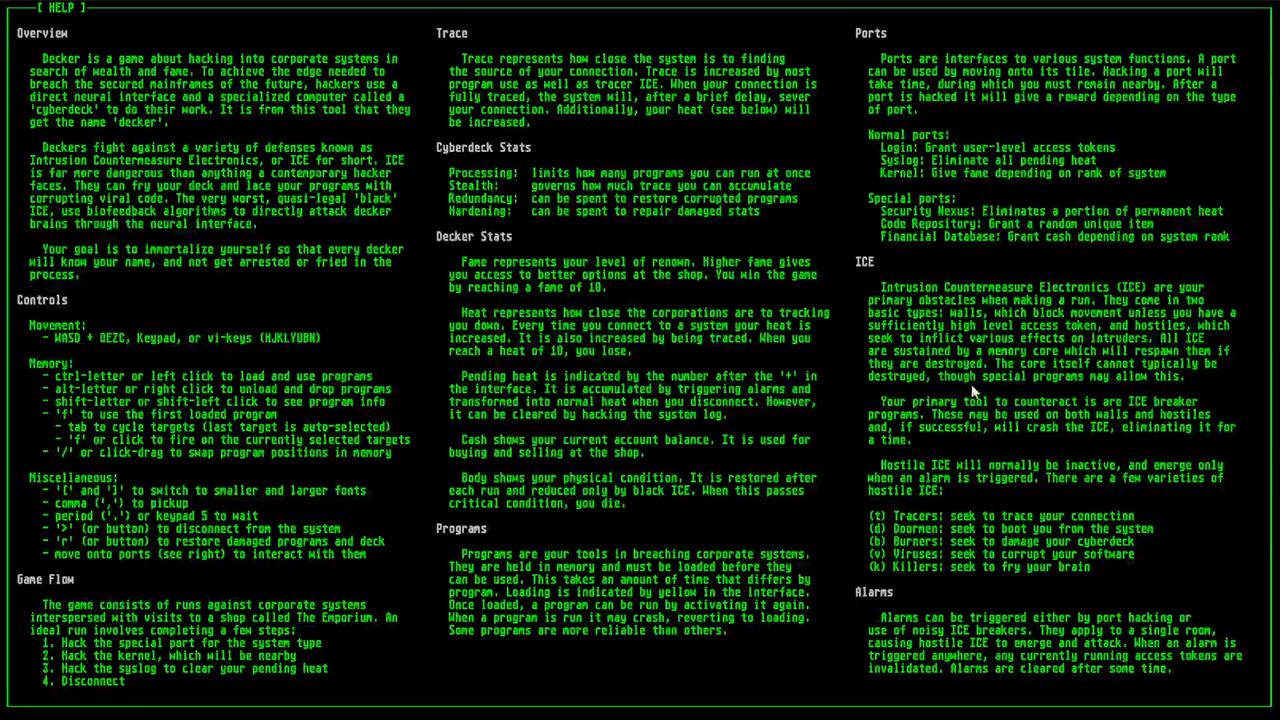 [ HELP ]
Overview
Decker is a game about hacking into corporate systems in
search of wealth and fame. To achieve the edge needed to
breach the secured mainframes of the future, hackers use a
direct neural interface and a specialized computer called a
'cyberdeck' to do their work. It is from this tool that they
get the name 'decker'.
Deckers fight against a variety of defenses known as
Intrusion Countermeasure Electronics, or ICE for short. ICE
is far more dangerous than anything a contemporary hacker
faces. They can fry your deck and lace your programs with
corrupting viral code. The very worst, quasi-legal 'black'
ICE, use biofeedback algorithms to directly attack decker
brains through the neural interface.
Your goal is to immortalize yourself so that every decker
will know your name, and not get arrested or fried in the
process.
Controls
Movement:
- WASD + QEZC, Keypad, or vi-keys (HJKLYUBN)
Memory:
- ctrl-letter or left click to load and use programs
- alt-letter or right click to unload and drop programs
- shift-letter or shift-left click to see program info
- 'f' to use the first loaded program
- tab to cycle targets (last target is auto-selected)
- 'f' or click to fire on the currently selected targets
- '/' or click-drag to swap program positions in memory
Miscellaneous:
- '[' and ']' to switch to smaller and larger fonts
- comma (',') to pickup
- period ('.') or keypad 5 to wait
- '>' (or button) to disconnect from the system
- 'r' (or button) to restore damaged programs and deck
- move onto ports (see right) to interact with them
Game Flow
The game consists of runs against corporate systems
interspersed with visits to a shop called The Emporium. An
ideal run involves completing a few steps:
1. Hack the special port for the system type
2. Hack the kernel, which will be nearby
3. Hack the syslog to clear your pending heat
4. Disconnect
Trace
Trace represents how close the system is to finding
the source of your connection. Trace is increased by most
program use as well as tracer ICE. When your connection is
fully traced, the system will, after a brief delay, sever
your connection. Additionally, your heat (see below) will
be increased.
Cyberdeck Stats
Processing: limits how many programs you can run at once
Stealth: governs how much trace you can accumulate
Redundancy: can be spent to restore corrupted programs
Hardening: can be spent to repair damaged stats
Decker Stats
Fame represents your level of renown. Higher fame gives
you access to better options at the shop. You win the game
by reaching a fame of 10.
Heat represents how close the corporations are to tracking
you down. Every time you connect to a system your heat is
increased. It is also increased by being traced. When you
reach a heat of 10, you lose.
Pending heat is indicated by the number after the '+' in
the interface. It is accumulated by triggering alarms and
transformed into normal heat when you disconnect. However,
it can be cleared by hacking the system log.
Cash shows your current account balance. It is used for
buying and selling at the shop.
Body shows your physical condition. It is restored after
each run and reduced only by black ICE. When this passes
critical condition, you die.
Programs
Programs are your tools in breaching corporate systems.
They are held in memory and must be loaded before they
can be used. This takes an amount of time that differs by
program. Loading is indicated by yellow in the interface.
Once loaded, a program can be run by activating it again.
When a program is run it may crash, reverting to loading.
Some programs are more reliable than others.
Ports
Ports are interfaces to various system functions. A port
can be used by moving onto its tile. Hacking a port will
take time, during which you must remain nearby. After a
port is hacked it will give a reward depending on the type
of port.
Normal ports:
Login: Grant user-level access tokens
Syslog: Eliminate all pending heat
Kernel: Give fame depending on rank of system
Special ports:
Security Nexus: Eliminates a portion of permanent heat
Code Repository: Grant a random unique item
Financial Database: Grant cash depending on system rank
ICE
Intrusion Countermeasure Electronics (ICE) are your
primary obstacles when making a run. They come in two
basic types: walls, which block movement unless you have a
sufficiently high level access token, and hostiles, which
seek to inflict various effects on intruders. All ICE
are sustained by a memory core which will respawn them if
they are destroyed. The core itself cannot typically be
destroyed, though special programs may allow this.
Your primary tool to counteract is are ICE breaker
programs. These may be used on both walls and hostiles
and, if successful, will crash the ICE, eliminating it for
a time.
Hostile ICE will normally be inactive, and emerge only
when an alarm is triggered. There are a few varieties of
hostile ICE:
(t) Tracers: seek to trace your connection
(d) Doormen: seek to boot you from the system
(b) Burners: seek to damage your cyberdeck
(v) Viruses: seek to corrupt your software
(k) Killers: seek to fry your brain
Alarms
Alarms can be triggered either by port hacking or
use of noisy ICE breakers. They apply to a single room,
causing hostile ICE to emerge and attack. When an alarm is
triggered anywhere, any currently running access tokens are
invalidated. Alarms are cleared after some time.